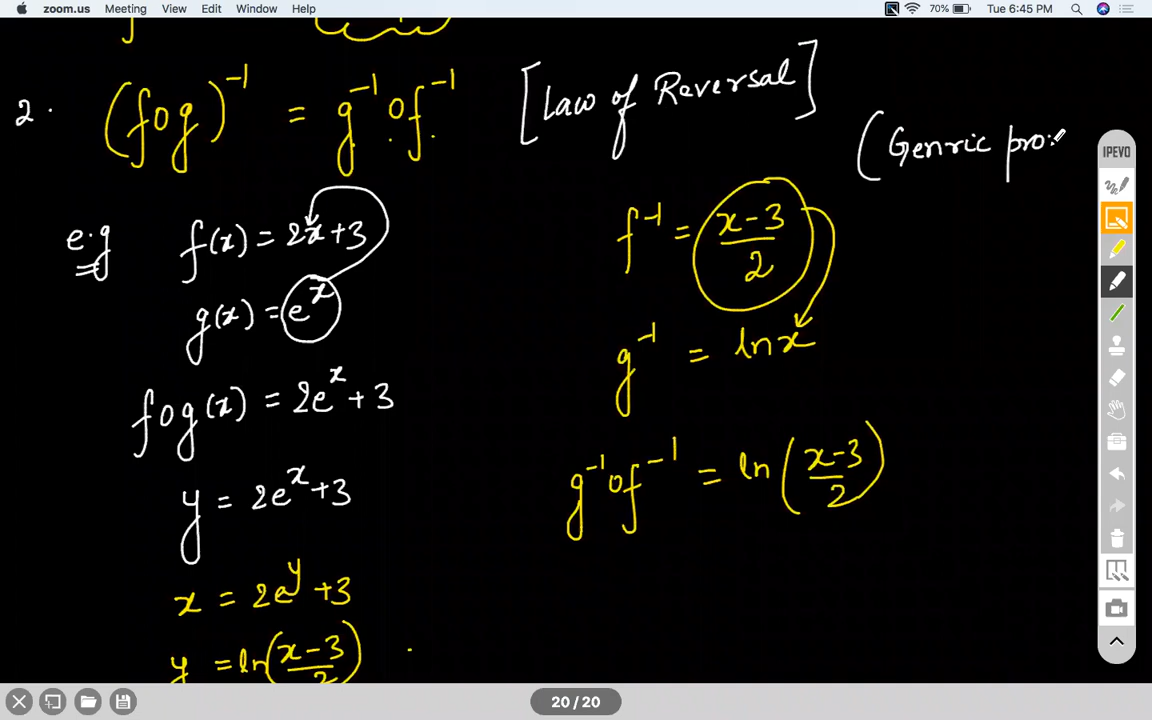 zoom.us Meeting View Edit Window Help 70% Tue 6:45 PM
2. (fog)⁻¹ = g⁻¹of⁻¹ [Law of Reversal]
(Genric pro
e.g f(x) = 2x+3
g(x) = eˣ
fog(x) = 2eˣ+3
y = 2eˣ+3
x = 2eʸ+3
y = ln(x-3/2)
f⁻¹ = x-3/2
g⁻¹ = ln x
g⁻¹of⁻¹ = ln(x-3/2)
IPEVO
20/20